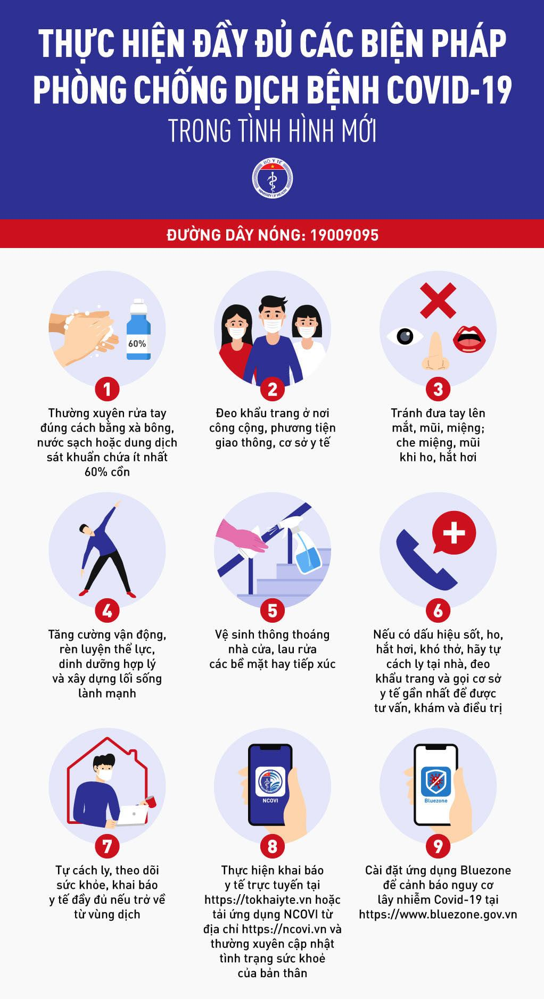 THỰC HIỆN ĐẦY ĐỦ CÁC BIỆN PHÁP
PHÒNG CHỐNG DỊCH BỆNH COVID-19
TRONG TÌNH HÌNH MỚI
BỘ Y TẾ
MINISTRY OF HEALTH
ĐƯỜNG DÂY NÓNG: 19009095
60%
1
Thường xuyên rửa tay
đúng cách bằng xà bông,
nước sạch hoặc dung dịch
sát khuẩn chứa ít nhất
60% cồn
2
Đeo khẩu trang ở nơi
công cộng, phương tiện
giao thông, cơ sở y tế
3
Tránh đưa tay lên
mắt, mũi, miệng;
che miệng, mũi
khi ho, hắt hơi
4
Tăng cường vận động,
rèn luyện thể lực,
dinh dưỡng hợp lý
và xây dựng lối sống
lành mạnh
5
Vệ sinh thông thoáng
nhà cửa, lau rửa
các bề mặt hay tiếp xúc
6
Nếu có dấu hiệu sốt, ho,
hắt hơi, khó thở, hãy tự
cách ly tại nhà, đeo
khẩu trang và gọi cơ sở
y tế gần nhất để được
tư vấn, khám và điều trị
7
Tự cách ly, theo dõi
sức khỏe, khai báo
y tế đầy đủ nếu trở về
từ vùng dịch
NCOVI
8
Thực hiện khai báo
y tế trực tuyến tại
https://tokhaiyte.vn hoặc
tải ứng dụng NCOVI từ
địa chỉ https://ncovi.vn và
thường xuyên cập nhật
tình trạng sức khoẻ
của bản thân
Bluezone
9
Cài đặt ứng dụng Bluezone
để cảnh báo nguy cơ
lây nhiễm Covid-19 tại
https://www.bluezone.gov.vn